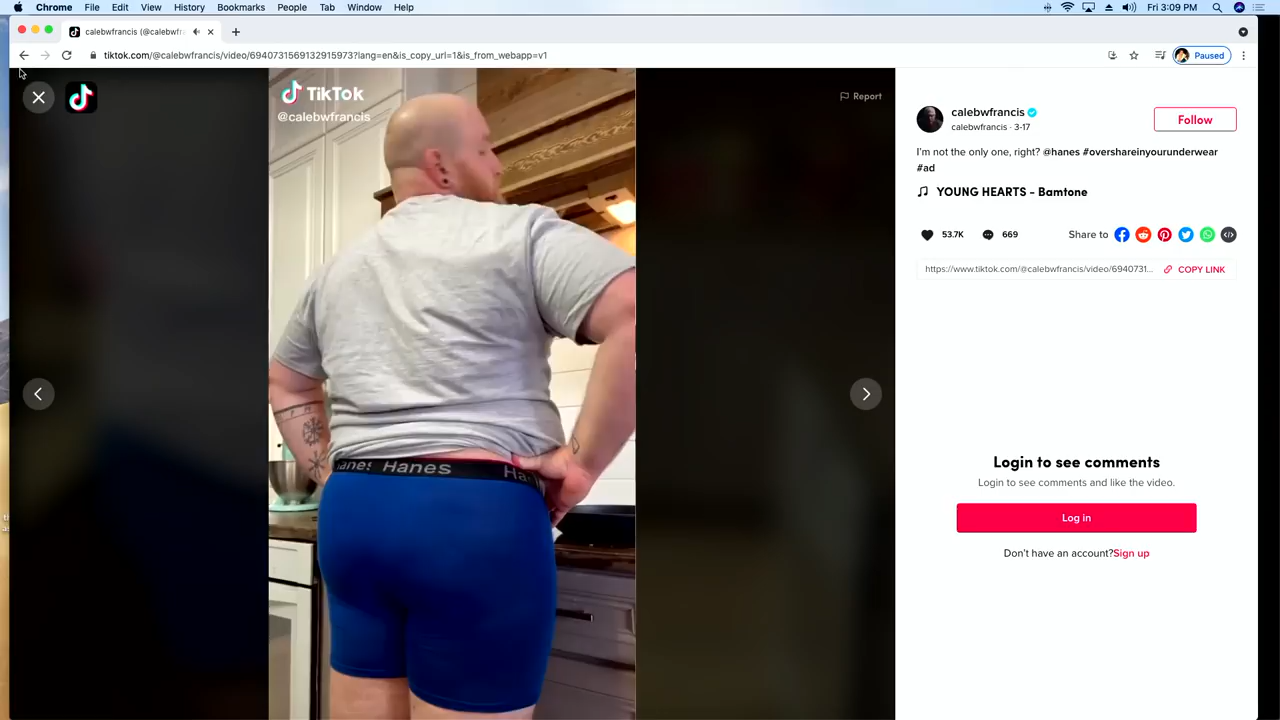 Chrome File Edit View History Bookmarks People Tab Window Help
Fri 3:09 PM
calebwfrancis (@calebwfr
tiktok.com/@calebwfrancis/video/6940731569132915973?lang=en&is_copy_url=1&is_from_webapp=v1
Paused
TikTok
@calebwfrancis
Report
calebwfrancis
calebwfrancis · 3-17
Follow
I'm not the only one, right? @hanes #overshareinyourunderwear
#ad
YOUNG HEARTS - Bamtone
53.7K 669 Share to
https://www.tiktok.com/@calebwfrancis/video/6940731... COPY LINK
anes Hanes Ha
Login to see comments
Login to see comments and like the video.
Log in
Don't have an account?Sign up